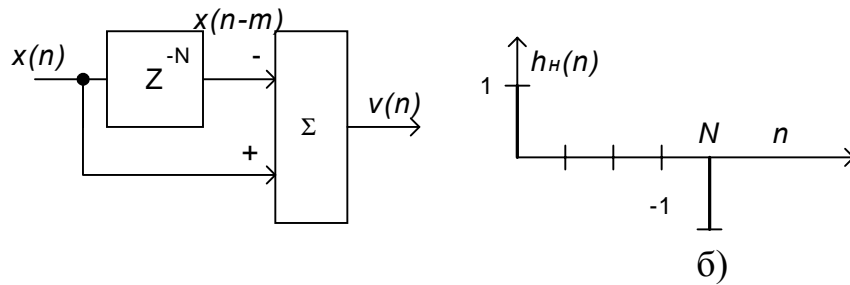 x(n-m)
x(n)
-
Z^-N
v(n)
Σ
+
hн(n)
1
N
n
-1
б)